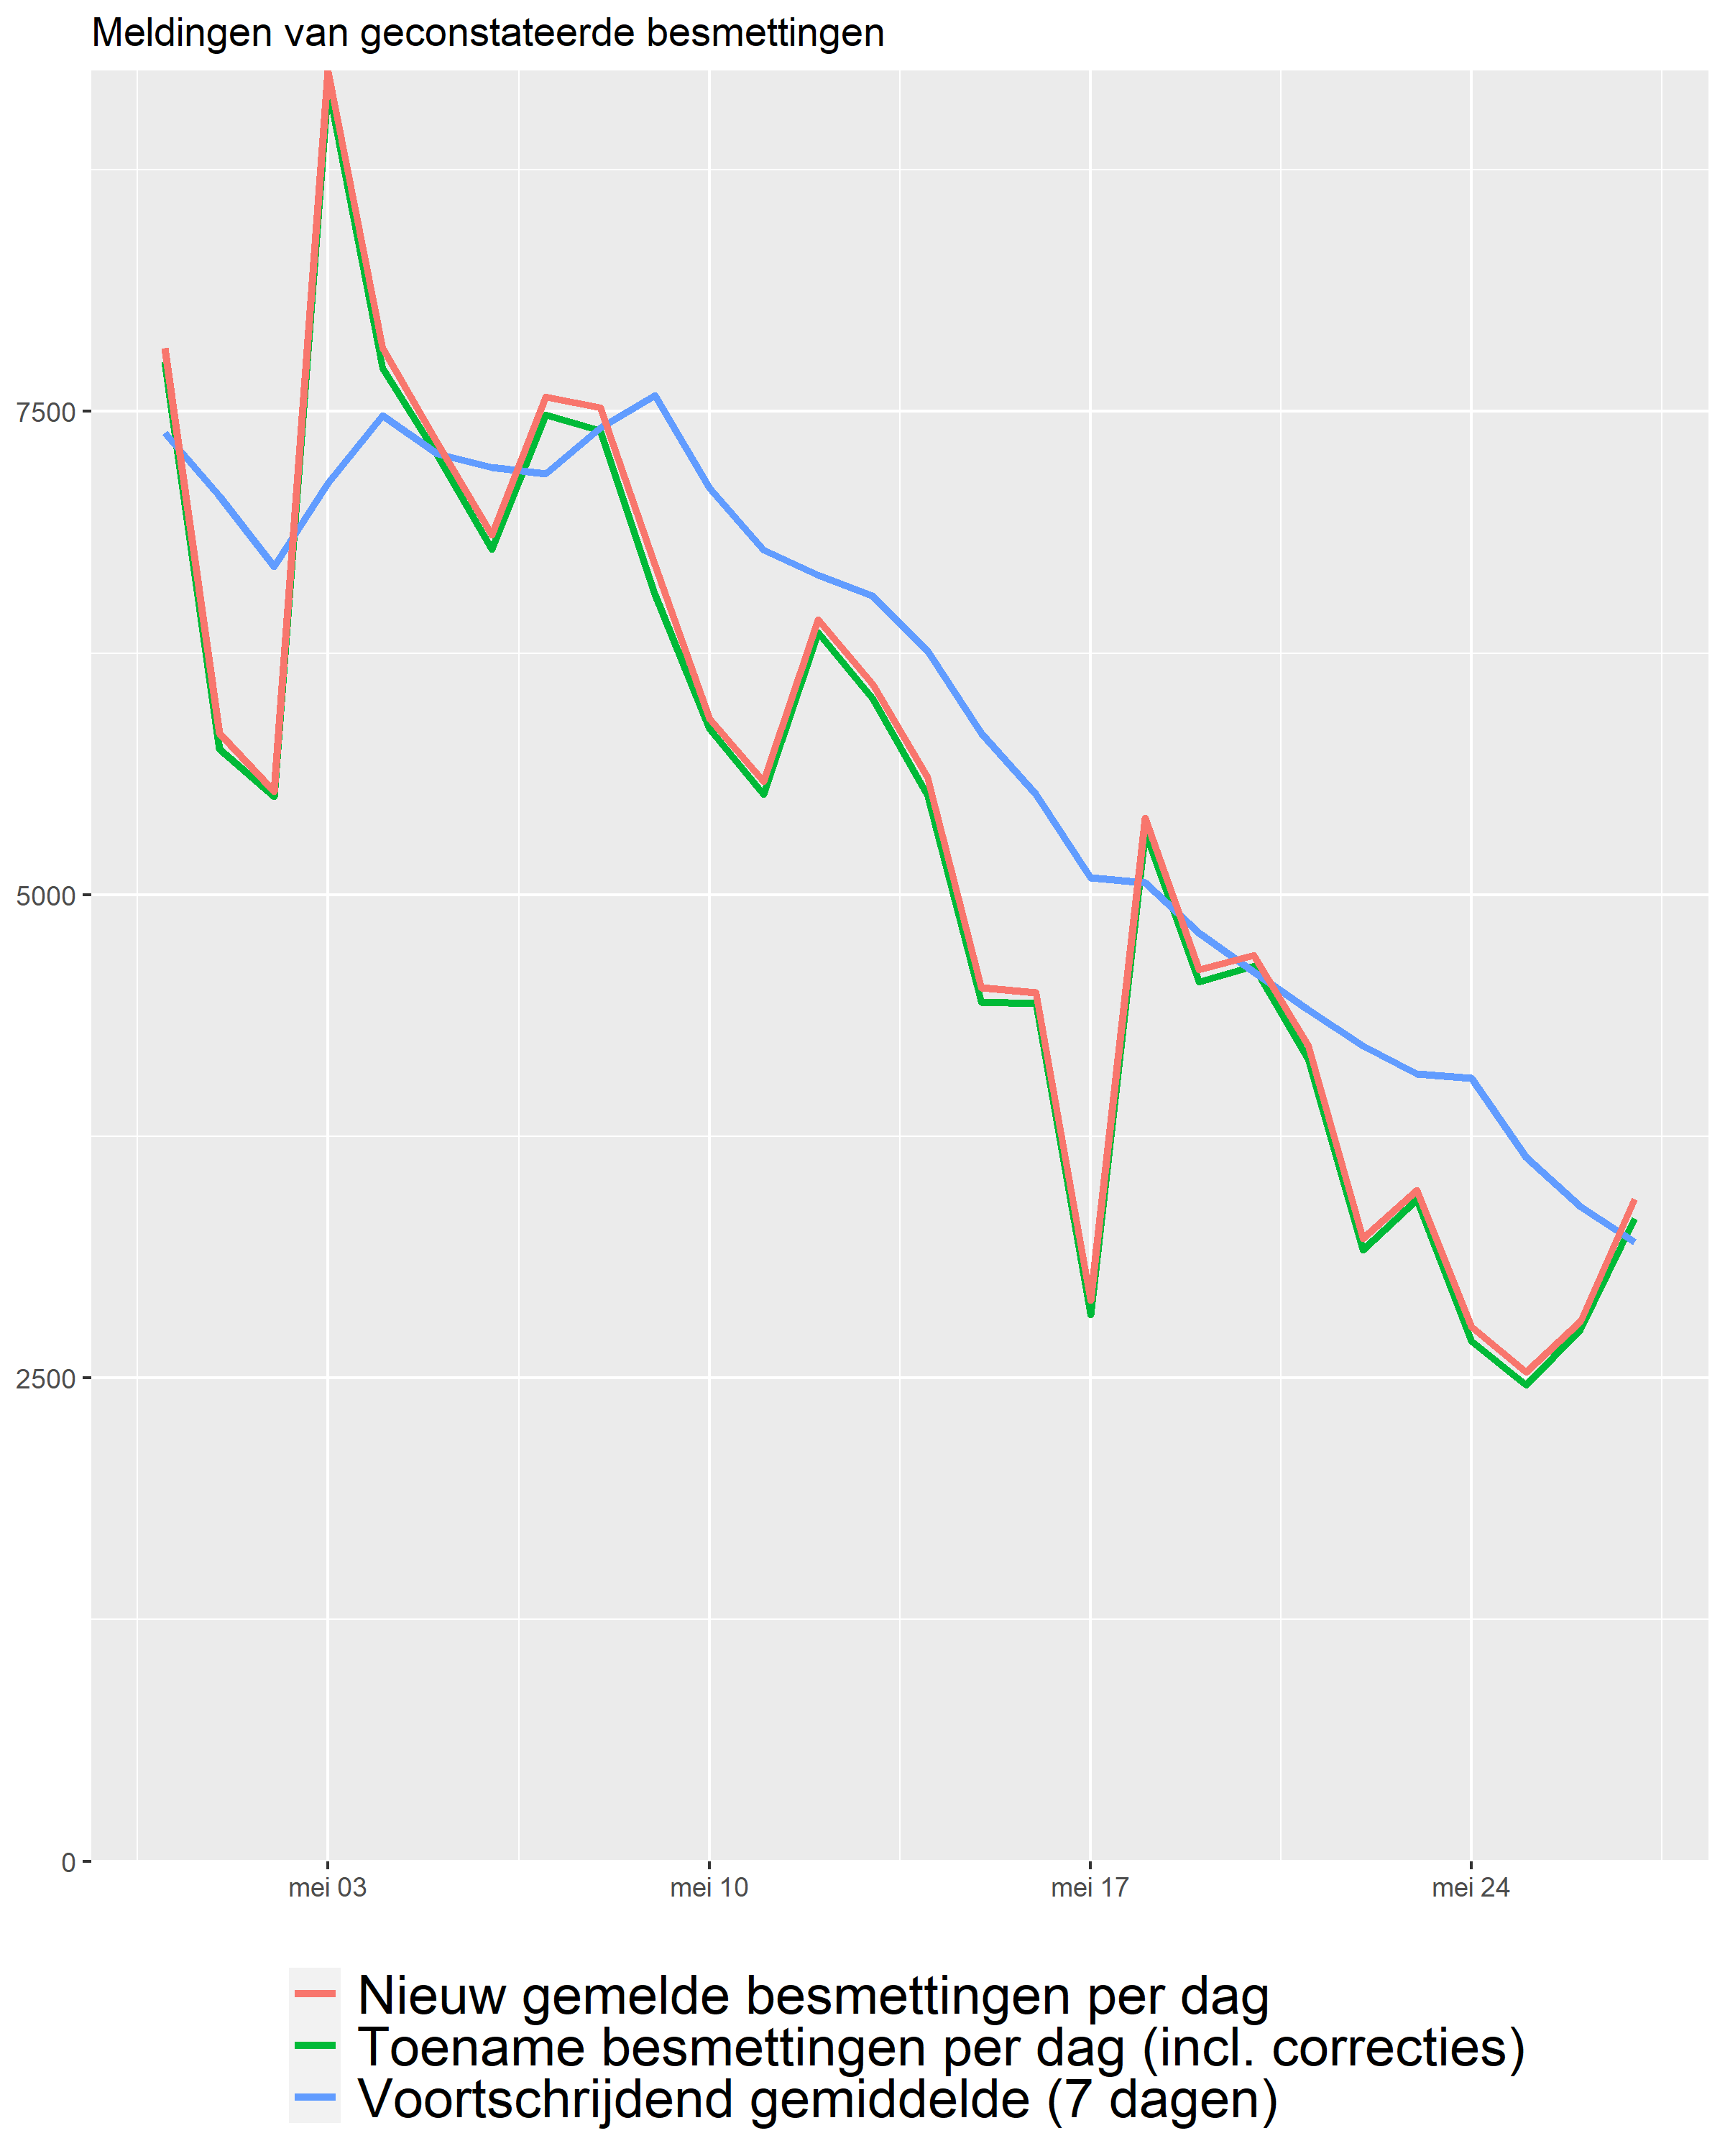 Meldingen van geconstateerde besmettingen
7500
5000
2500
0
mei 03 mei 10 mei 17 mei 24
Nieuw gemelde besmettingen per dag
Toename besmettingen per dag (incl. correcties)
Voortschrijdend gemiddelde (7 dagen)